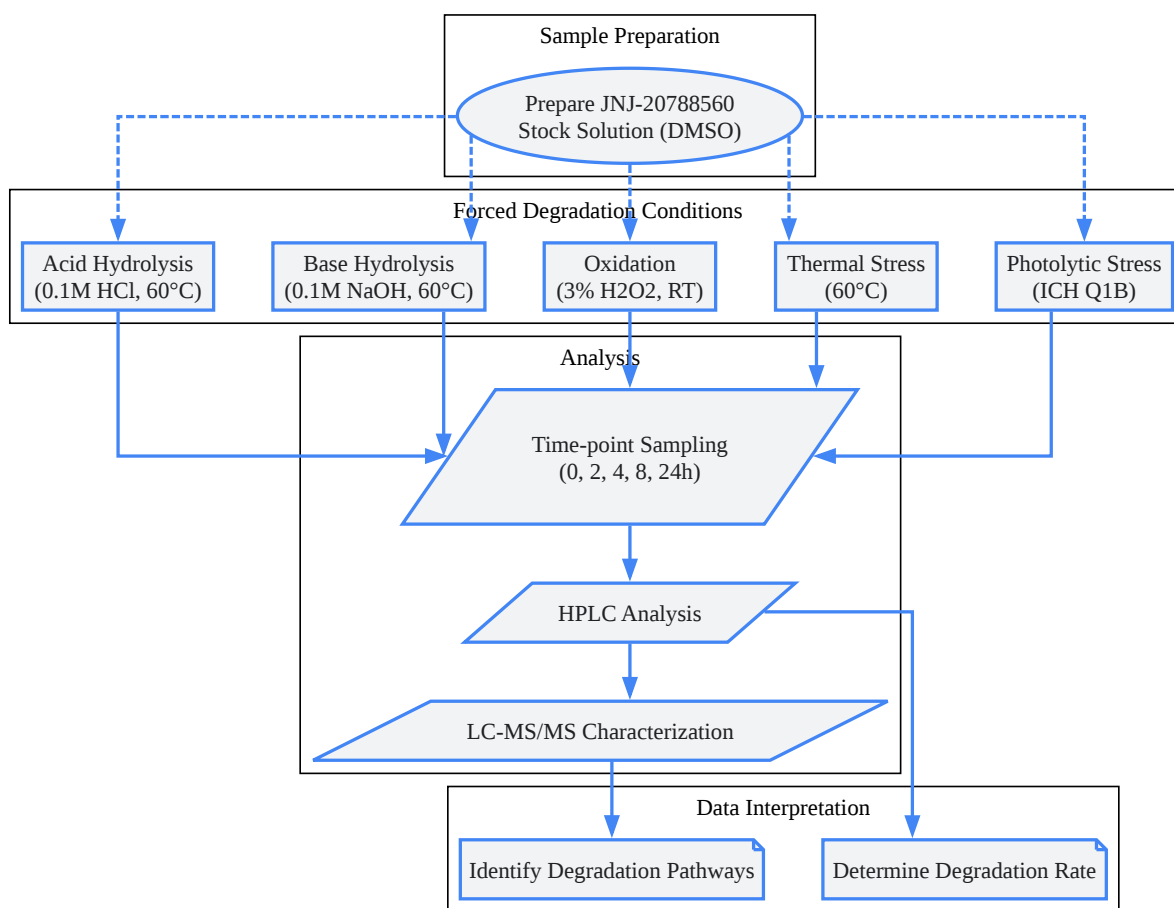 Sample Preparation
Prepare JNJ-20788560
Stock Solution (DMSO)
Forced Degradation Conditions
Acid Hydrolysis
(0.1M HCl, 60°C)
Base Hydrolysis
(0.1M NaOH, 60°C)
Oxidation
(3% H2O2, RT)
Thermal Stress
(60°C)
Photolytic Stress
(ICH Q1B)
Analysis
Time-point Sampling
(0, 2, 4, 8, 24h)
HPLC Analysis
LC-MS/MS Characterization
Data Interpretation
Identify Degradation Pathways
Determine Degradation Rate